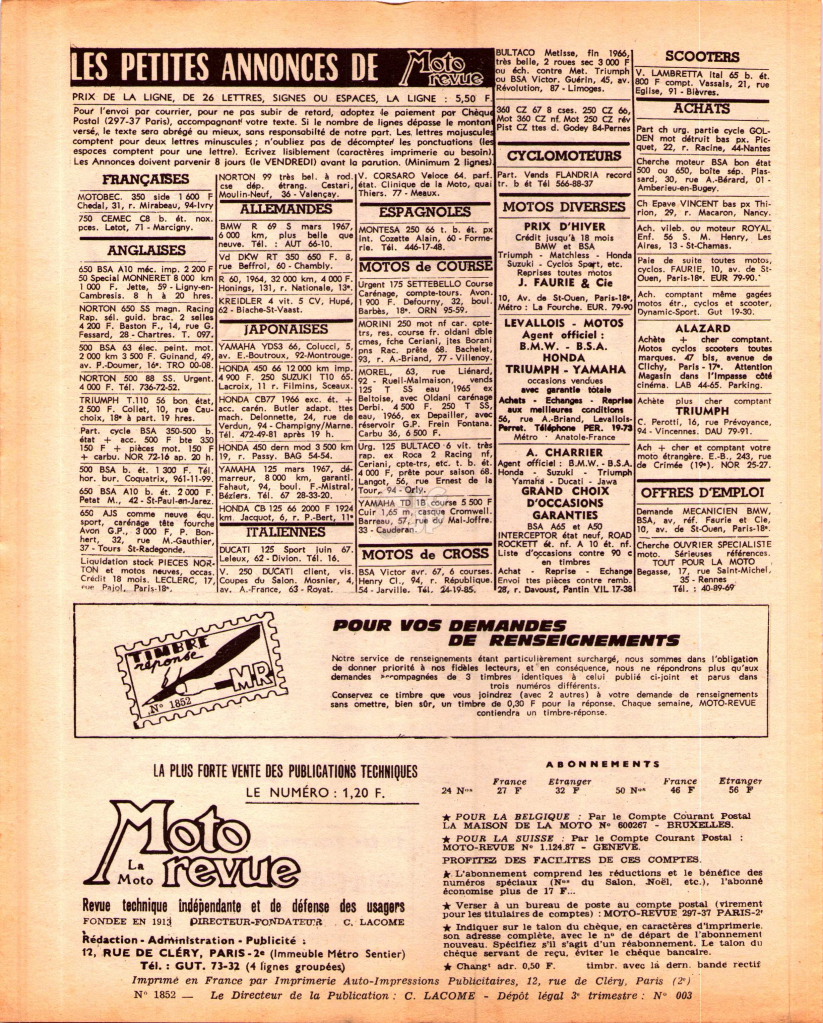 LES PETITES ANNONCES DE Moto revue
PRIX DE LA LIGNE, DE 26 LETTRES, SIGNES OU ESPACES, LA LIGNE : 5,50 F
Pour l'envoi par courrier, pour ne pas subir de retard, adoptez le paiement par Chèque
Postal (297-37 Paris), accompagnant votre texte. Si le nombre de lignes dépasse le montant
versé, le texte sera abrégé au mieux, sans responsabilté de notre part. Les lettres majuscules
comptent pour deux lettres minuscules ; n'oubliez pas de décompter les ponctuations (les
espaces comptent pour une lettre). Ecrivez lisiblement (caractères imprimerie au besoin).
Les Annonces doivent parvenir 8 jours (le VENDREDI) avant la parution. (Minimum 2 lignes)
FRANÇAISES
MOTOBEC. 350 side 1 600 F
Chedal, 31, r. Mirabeau, 94-Ivry
750 CEMEC C8 b. ét. nox.
pces. Letot, 71 - Marcigny.
ANGLAISES
650 BSA A10 méc. imp. 2 200 F
50 Special MONNERET 8 000 km
1 000 F. Jette, 59 - Ligny-en-
Cambresis. 8 h à 20 hres.
NORTON 650 SS magn. Racing
Rap. sél. guid. brac. 2 selles
4 200 F. Baston F., 14, rue G.
Fessard, 28 - Chartres. T. 097,
500 BSA 63 élec. peint. mot.
2 000 km 3 500 F. Guinand, 49,
av. P.-Doumer, 16e. TRO 00-08.
NORTON 500 88 SS. Urgent.
4 000 F. Tél. 736-72-52.
TRIUMPH T.110 56 bon état,
2 500 F. Collet, 10, rue Cau-
choix, 18e à part. 19 hres.
Part. cycle BSA 350-500 b.
état + acc. 500 F bte 350
150 F + pièces mot. 150 F
+ carbu. NOR 72-16 ap. 20 h.
500 BSA b. ét. 1 300 F. Tél.
hor. bur. Coquatrix, 961-11-99.
650 BSA A10 b. ét. 2 000 F
Petat M., 42 - St-Paul-en-Jarez.
650 AJS comme neuve équ.
sport, carénage tête fourche
Avon G.P., 3 000 F, P. Bon-
hert, 32, rue M.-Gauthier,
37 - Tours St-Radegonde.
Liquidation stock PIECES NOR-
TON et motos neuves, occas.
Crédit 18 mois. LECLERC, 17,
rue Pajol, Paris-18e.
NORTON 99 très bel. à rod.
cse dép. étrang. Cestari,
Moulin-Neuf, 36 - Valençay.
ALLEMANDES
BMW R 69 S mars 1967,
6 000 km, plus belle que
neuve. Tél. : AUT 66-10.
Vd DKW RT 350 650 F. 8,
rue Beffroi, 60 - Chambly.
R 60, 1964, 32 000 km, 4 000 F.
Honings, 131, r. Nationale, 13e.
KREIDLER 4 vit. 5 CV, Hupé,
62 - Biache-St-Vaast.
JAPONAISES
YAMAHA YDS3 66, Colucci, 5,
av. E.-Boutroux, 92-Montrouge.
HONDA 450 66 12 000 km imp.
4 900 F. 250 SUZUKI T10 65
Lacroix, 11 r. Filmins, Sceaux.
HONDA CB77 1966 exc. ét. +
acc. carén. Butler adapt. ttes
mach. Delonnette, 24, rue de
Verdun, 94 - Champigny/Marne.
Tél. 472-49-81 après 19 h.
HONDA 450 dern mod 3 500 km
19, r. Passy. BAG 54-54.
YAMAHA 125 mars 1967, dé-
marreur, 8 000 km, garanti.
Fahaut, 94, boul. F.-Mistral,
Béziers. Tél. 67 28-33-20.
HONDA CB 125 66 2000 F 1924
km Jacquot, 6, r. P.-Bert, 11e
ITALIENNES
DUCATI 125 Sport juin 67.
Leleux, 62 - Divion. Tél. 16.
V. 250 DUCATI client, vis.
Coupes du Salon. Mosnier, 4,
av. A.-France, 63 - Royat.
V. CORSARO Veloce 64, parf.
état. Clinique de la Moto, quai
Thiers. 77 - Meaux.
ESPAGNOLES
MONTESA 250 66 t. b. ét. px
int. Cozette Alain, 60 - Forme-
rie. Tél. 446-17-48.
MOTOS de COURSE
Urgent 175 SETTEBELLO Course
Carénage, compte-tours. Avon.
1 900 F. Defourny, 32, boul.
Barbès, 18e. ORN 95-59.
MORINI 250 mot nf car. cpte-
trs, res. course fr. oldani dble
cmes, fche Ceriani, jtes Borani
pns Rac. prête 68. Bachelet,
93, r. A.-Briand, 77 - Villenoy.
MOREL, 63, rue Liénard,
92 - Rueil-Malmaison, vends
125 T SS eau 1965 ex
Beltoise, avec Oldani carénage
Derbi. 4 500 F. 250 T SS,
eau, 1966, ex Depailler, avec
réservoir G.P. Frein Fontana.
Carbu 36, 6 500 F.
Urg. 125 BULTACO 6 vit. très
rap. ex Roca 2 Racing nf,
Ceriani, cpte-trs, etc. t. b. ét.
4 000 F, prête pour saison 68.
Langot, 56, rue Ernest de la
Tour, 94 - Orly.
YAMAHA TD 1B course 5 500 F
Cuir 1,65 m, casque Cromwell.
Barreau, 57, rue du Mal-Joffre.
33 - Cauderan.
MOTOS de CROSS
BSA Victor avr. 67, 6 courses.
Henry Cl., 94, r. République.
54 - Jarville. Tél. 24-19-85.
BULTACO Metisse, fin 1966,
très belle, 2 roues sec 3 000 F
ou éch. contre Met. Triumph
ou BSA Victor. Guérin, 45, av.
Révolution, 87 - Limoges.
360 CZ 67 8 cses. 250 CZ 66,
Mot 360 CZ nf. Mot 250 CZ rév
Pist CZ ttes d. Godey 84-Pernes
CYCLOMOTEURS
Part. Vends FLANDRIA record
tr. b ét Tél 566-88-37
MOTOS DIVERSES
PRIX D'HIVER
Crédit jusqu'à 18 mois
BMW et BSA
Triumph - Matchless - Honda
Suzuki - Cyclos Sport, etc.
Reprises toutes motos
J. FAURIE & Cie
10, Av. de St-Ouen, Paris-18e,
Métro : La Fourche. EUR. 79-90
LEVALLOIS - MOTOS
Agent officiel :
B.M.W. - B.S.A.
HONDA
TRIUMPH - YAMAHA
occasions vendues
avec garantie totale
Achats - Echanges - Reprise
aux meilleures conditions
56, rue A.-Briand, Levallois-
Perret. Téléphone PER. 19-73
Métro : Anatole-France
A. CHARRIER
Agent officiel : B.M.W. - B.S.A.
Honda - Suzuki - Triumph
Yamaha - Ducati - Jawa
GRAND CHOIX
D'OCCASIONS
GARANTIES
BSA A65 et A50
INTERCEPTOR état neuf, ROAD
ROCKETT ét. nf. A 10 ét. nf.
Liste d'occasions contre 90 c
en timbres
Achat - Reprise - Echange
Envoi ttes pièces contre remb.
28, r. Davoust, Pantin VIL 17-38
SCOOTERS
V. LAMBRETTA ital 65 b. ét.
800 F compt. Vassals, 21, rue
Eglise, 91 - Bièvres.
ACHATS
Part ch urg. partie cycle GOL-
DEN mot détruit bas px. Pic-
quet, 22, r. Racine, 44-Nantes
Cherche moteur BSA bon état
500 ou 650, boîte sép. Plas-
sard, 30, rue A.-Bérard, 01 -
Amberieu-en-Bugey.
Ch Epave VINCENT bas px Thi-
rion, 29, r. Macaron, Nancy.
Ach. vileb. ou moteur ROYAL
Enf. 56 S. M. Henry, Les
Aires, 13 - St-Chamas.
Paie de suite toutes motos,
cyclos. FAURIE, 10, av. de St-
Ouen, Paris-18e. EUR 79-90.
Ach. comptant même gagées
motos étr., cyclos et scooter,
Dynamic-Sport. Gut 19-30.
ALAZARD
Achète + cher comptant.
Motos cyclos scooters toutes
marques. 47 bis, avenue de
Clichy, Paris - 17e. Attention
Magasin dans l'Impasse côté
cinéma. LAB 44-65. Parking.
Achète plus cher comptant
TRIUMPH
C. Perotti, 16, rue Prévoyance,
94 - Vincennes. DAU 79-91.
Ach + cher et comptant votre
moto étrangère. E.-B., 243, rue
de Crimée (19e). NOR 25-27.
OFFRES D'EMPLOI
Demande MECANICIEN BMW,
BSA, av, réf. Faurie et Cie,
10, av. de St-Ouen, Paris-18e.
Cherche OUVRIER SPECIALISTE
moto. Sérieuses références.
TOUT POUR LA MOTO
Begasse, 17, rue Saint-Michel.
35 - Rennes
Tél. : 40-89-69
TIMBRE
réponse
MR
N° 1852
POUR VOS DEMANDES
DE RENSEIGNEMENTS
Notre service de renseignements étant particulièrement surchargé, nous sommes dans l'obligation
de donner priorité à nos fidèles lecteurs, et en conséquence, nous ne répondrons plus qu'aux
demandes accompagnées de 3 timbres identiques à celui publié ci-joint et parus dans
trois numéros différents.
Conservez ce timbre que vous joindrez (avec 2 autres) à votre demande de renseignements
sans omettre, bien sûr, un timbre de 0,30 F pour la réponse. Chaque semaine, MOTO-REVUE
contiendra un timbre-réponse.
LA PLUS FORTE VENTE DES PUBLICATIONS TECHNIQUES
LE NUMÉRO : 1,20 F.
Moto revue
La Moto
Revue technique indépendante et de défense des usagers
FONDEE EN 1913 DIRECTEUR-FONDATEUR . C. LACOME
Rédaction - Administration - Publicité :
12, RUE DE CLÉRY, PARIS-2e (Immeuble Métro Sentier)
Tél. : GUT. 73-32 (4 lignes groupées)
ABONNEMENTS
France Etranger France Etranger
24 Nos 27 F 32 F 50 Nos 46 F 56 F
★ POUR LA BELGIQUE : Par le Compte Courant Postal
LA MAISON DE LA MOTO N° 600267 - BRUXELLES.
★ POUR LA SUISSE : Par le Compte Courant Postal :
MOTO-REVUE N° 1.124.87 - GENEVE.
PROFITEZ DES FACILITES DE CES COMPTES.
★ L'abonnement comprend les réductions et le bénéfice des
numéros spéciaux (Nos du Salon, Noël, etc.), l'abonné
économise plus de 17 F...
★ Verser à un bureau de poste au compte postal (virement
pour les titulaires de comptes) : MOTO-REVUE 297-37 PARIS-2e
★ Indiquer sur le talon du chèque, en caractères d'imprimerie,
son adresse complète, avec le n° de départ de l'abonnement
nouveau. Spécifiez s'il s'agit d'un réabonnement. Le talon du
chèque servant de reçu, éviter le chèque bancaire.
★ Changt adr. 0,50 F. timbr. avec la dern. bande rectif
Imprimé en France par Imprimerie Auto-Impressions Publicitaires, 12, rue de Cléry, Paris (2e)
N° 1852 — Le Directeur de la Publication : C. LACOME - Dépôt légal 3e trimestre : N° 003